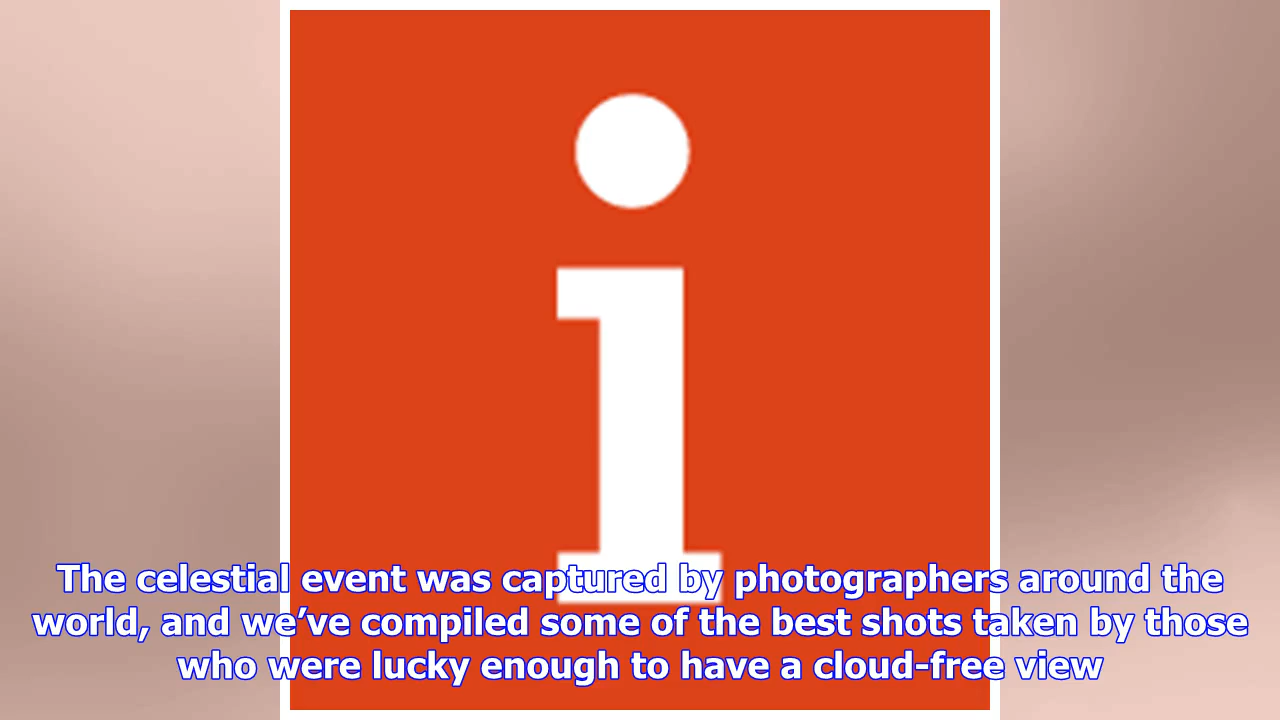 i
The celestial event was captured by photographers around the
world, and we’ve compiled some of the best shots taken by those
who were lucky enough to have a cloud-free view